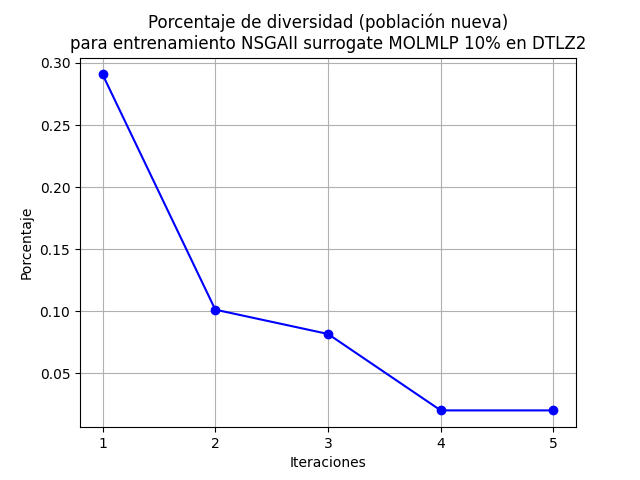 Porcentaje de diversidad (población nueva)
para entrenamiento NSGAII surrogate MOLMLP 10% en DTLZ2
0.30
0.25
0.20
0.15
0.10
0.05
Porcentaje
1 2 3 4 5
Iteraciones